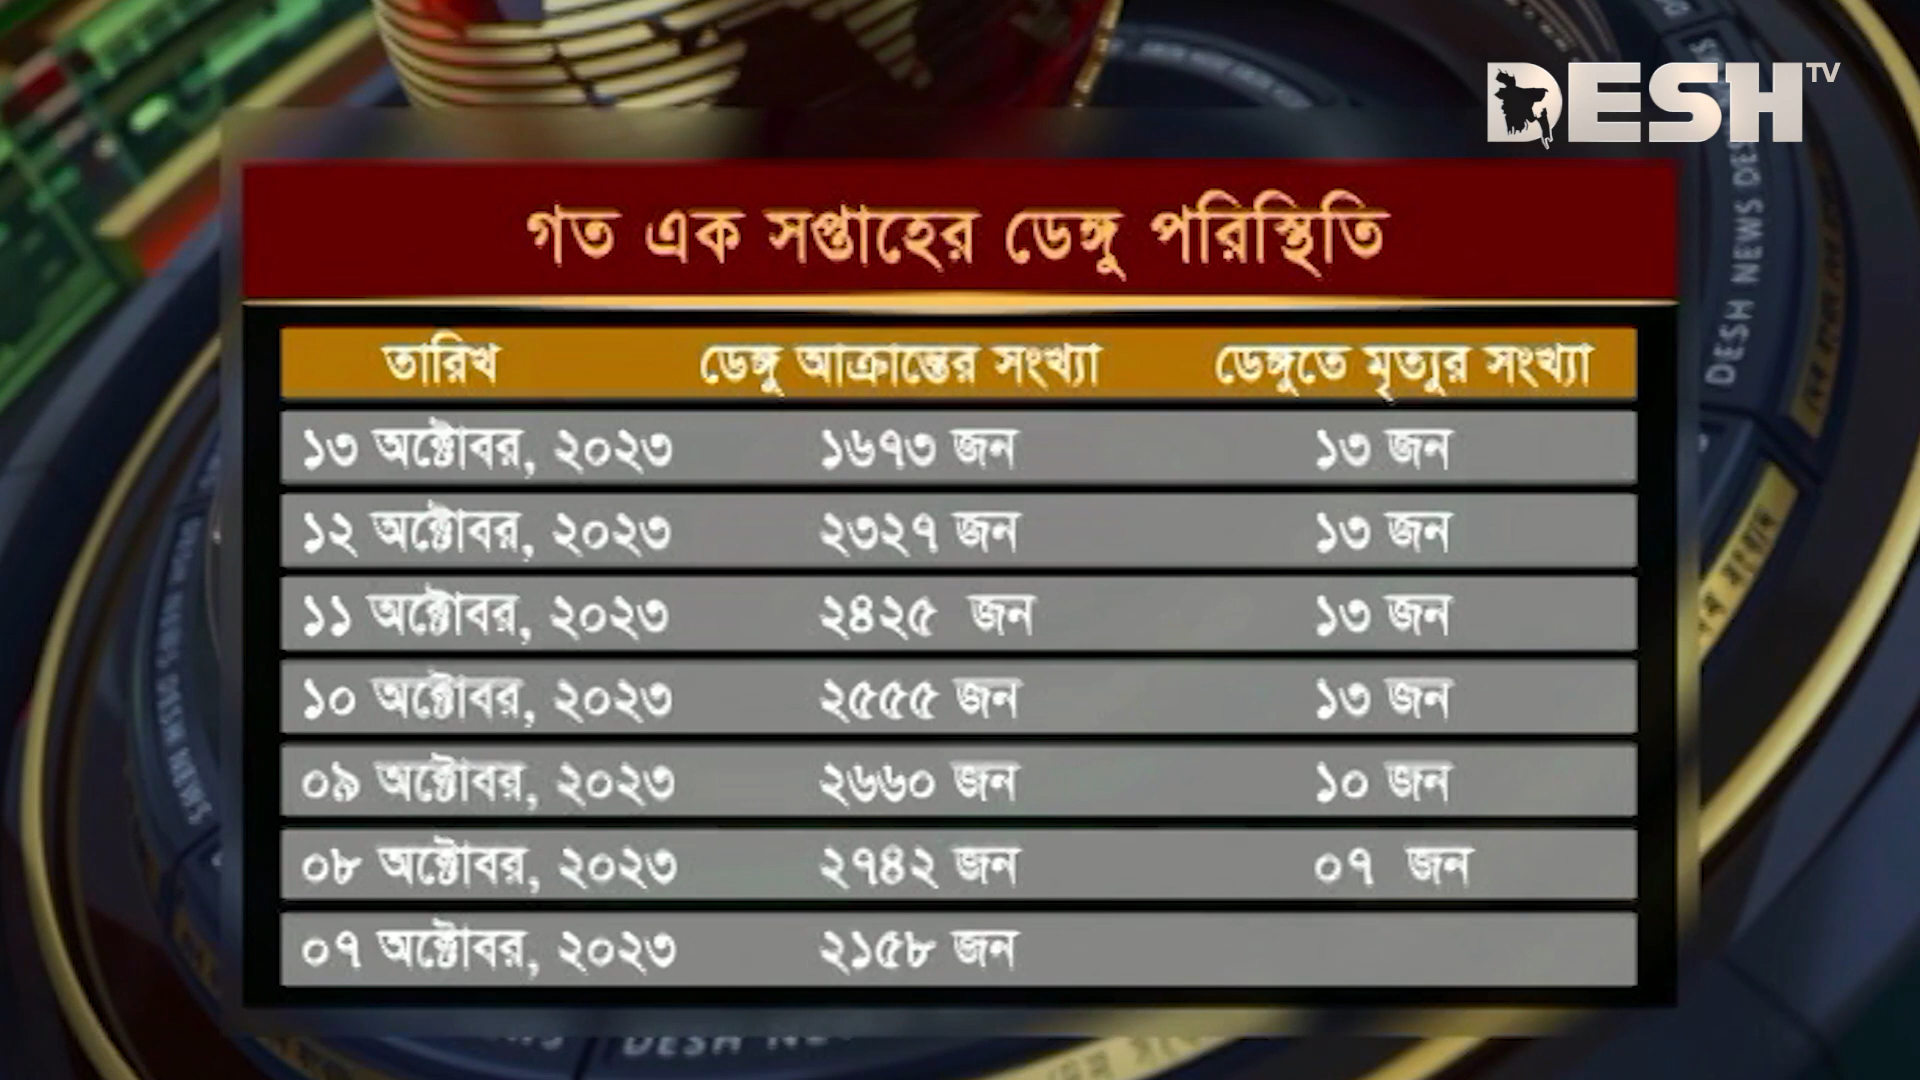 DESH TV
গত এক সপ্তাহের ডেঙ্গু পরিস্থিতি
তারিখ ডেঙ্গু আক্রান্তের সংখ্যা ডেঙ্গুতে মৃত্যুর সংখ্যা
১৩ অক্টোবর, ২০২৩ ১৬৭৩ জন ১৩ জন
১২ অক্টোবর, ২০২৩ ২৩২৭ জন ১৩ জন
১১ অক্টোবর, ২০২৩ ২৪২৫ জন ১৩ জন
১০ অক্টোবর, ২০২৩ ২৫৫৫ জন ১৩ জন
০৯ অক্টোবর, ২০২৩ ২৬৬০ জন ১০ জন
০৮ অক্টোবর, ২০২৩ ২৭৪২ জন ০৭ জন
০৭ অক্টোবর, ২০২৩ ২১৫৮ জন
DESH NEWS DES